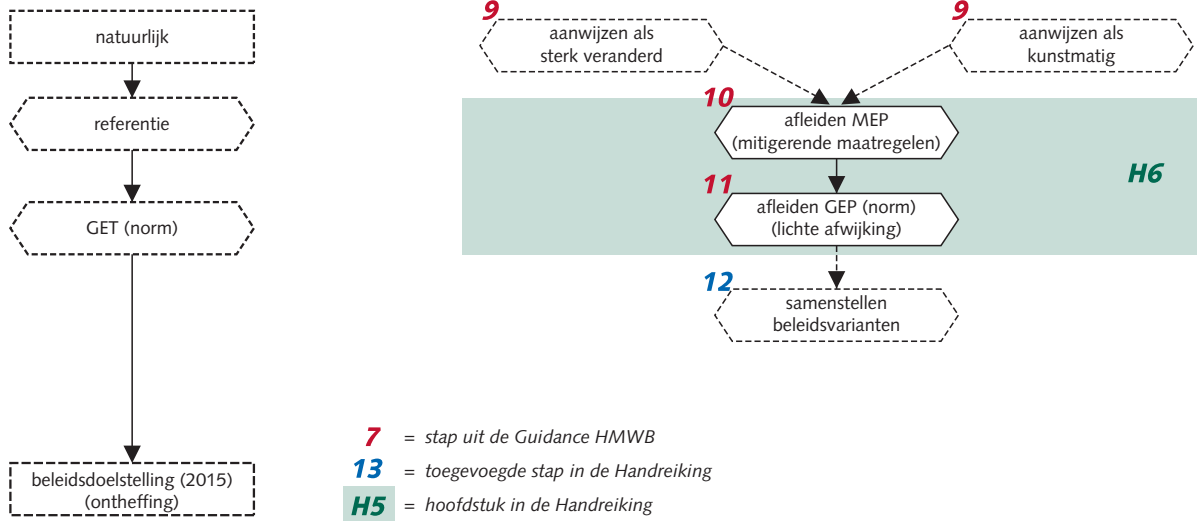 natuurlijk
referentie
GET (norm)
beleidsdoelstelling (2015)
(ontheffing)
9
aanwijzen als
sterk veranderd
9
aanwijzen als
kunstmatig
10
afleiden MEP
(mitigerende maatregelen)
11
afleiden GEP (norm)
(lichte afwijking)
H6
12
samenstellen
beleidsvarianten
7 = stap uit de Guidance HMWB
13 = toegevoegde stap in de Handreiking
H5 = hoofdstuk in de Handreiking